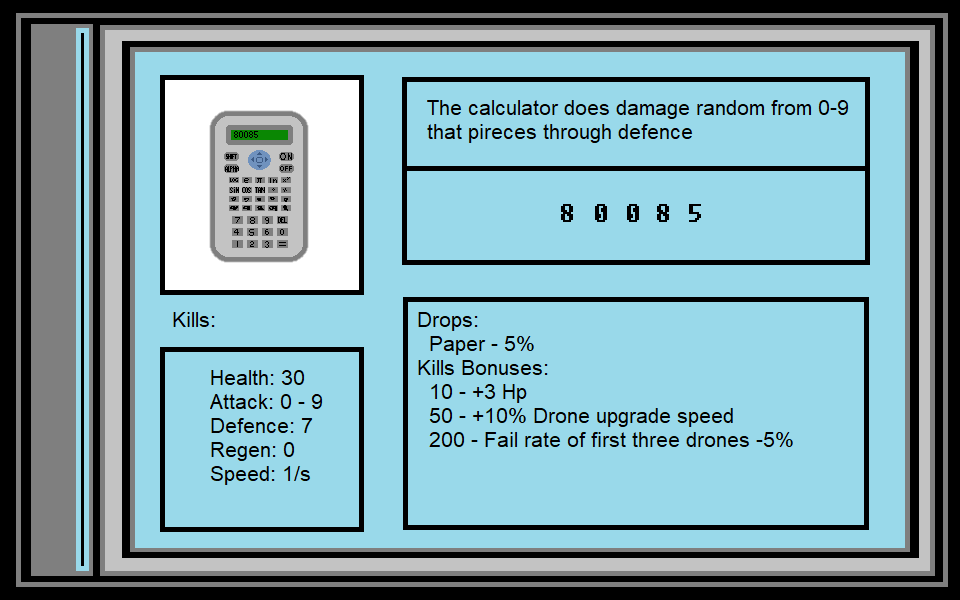 The calculator does damage random from 0-9
that pireces through defence
80085
SHIFT ON
ALPHA OFF
SIN COS TAN
7 8 9 DEL
4 5 6 0
1 2 3 =
8 0 0 8 5
Kills:
Health: 30
Attack: 0 - 9
Defence: 7
Regen: 0
Speed: 1/s
Drops:
Paper - 5%
Kills Bonuses:
10 - +3 Hp
50 - +10% Drone upgrade speed
200 - Fail rate of first three drones -5%